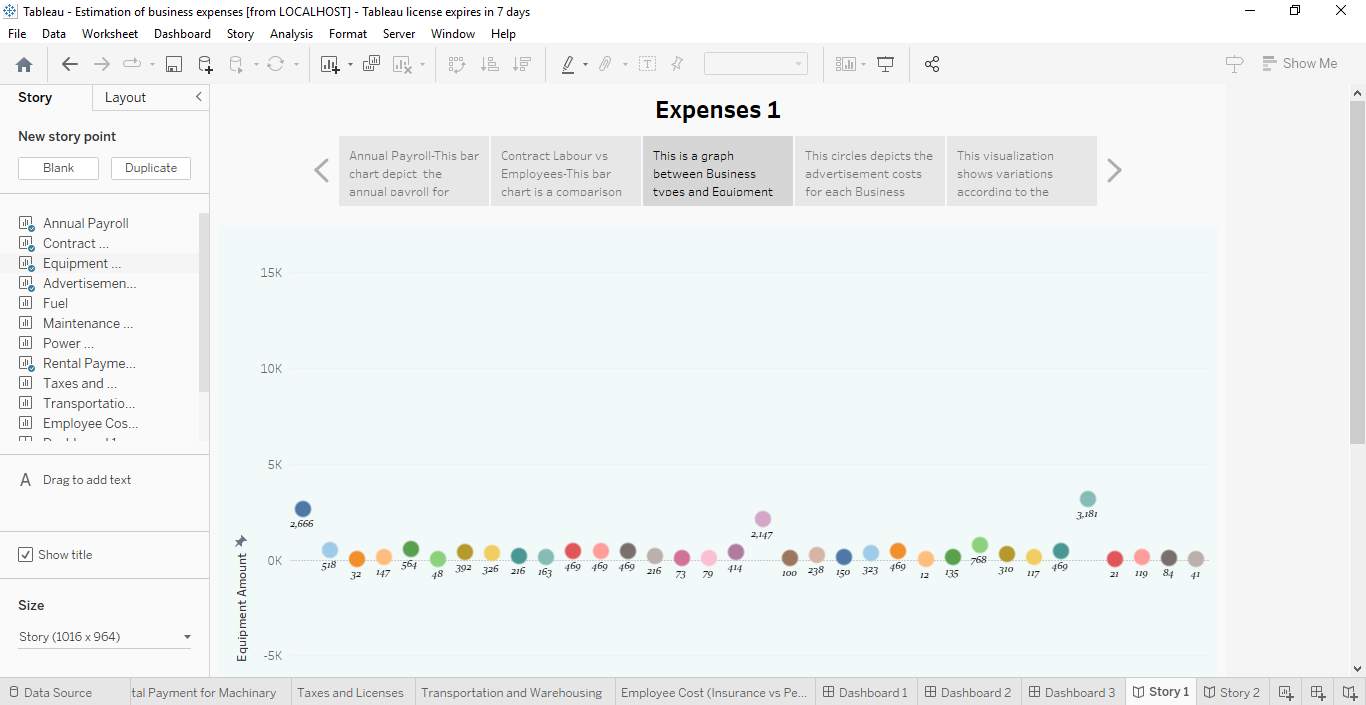 Tableau - Estimation of business expenses [from LOCALHOST] - Tableau license expires in 7 days
File Data Worksheet Dashboard Story Analysis Format Server Window Help
Show Me
Story Layout
New story point
Blank Duplicate
Annual Payroll
Contract ...
Equipment ...
Advertisemen...
Fuel
Maintenance ...
Power ...
Rental Payme...
Taxes and ...
Transportatio...
Employee Cos...
Dashboard 1
A Drag to add text
Show title
Size
Story (1016 x 964)
Expenses 1
Annual Payroll-This bar
chart depict the
annual payroll for
Contract Labour vs
Employees-This bar
chart is a comparison
This is a graph
between Business
types and Equipment
This circles depicts the
advertisement costs
for each Business
This visualization
shows variations
according to the
15K
10K
5K
0K
-5K
Equipment Amount
2,666 518 32 147 564 48 392 326 216 163 469 469 469 216 73 79 414 2,147 100 238 150 323 469 12 135 768 310 117 469 3,181 21 119 84 41
Data Source tal Payment for Machinery Taxes and Licenses Transportation and Warehousing Employee Cost (Insurance vs Pe... Dashboard 1 Dashboard 2 Dashboard 3 Story 1 Story 2